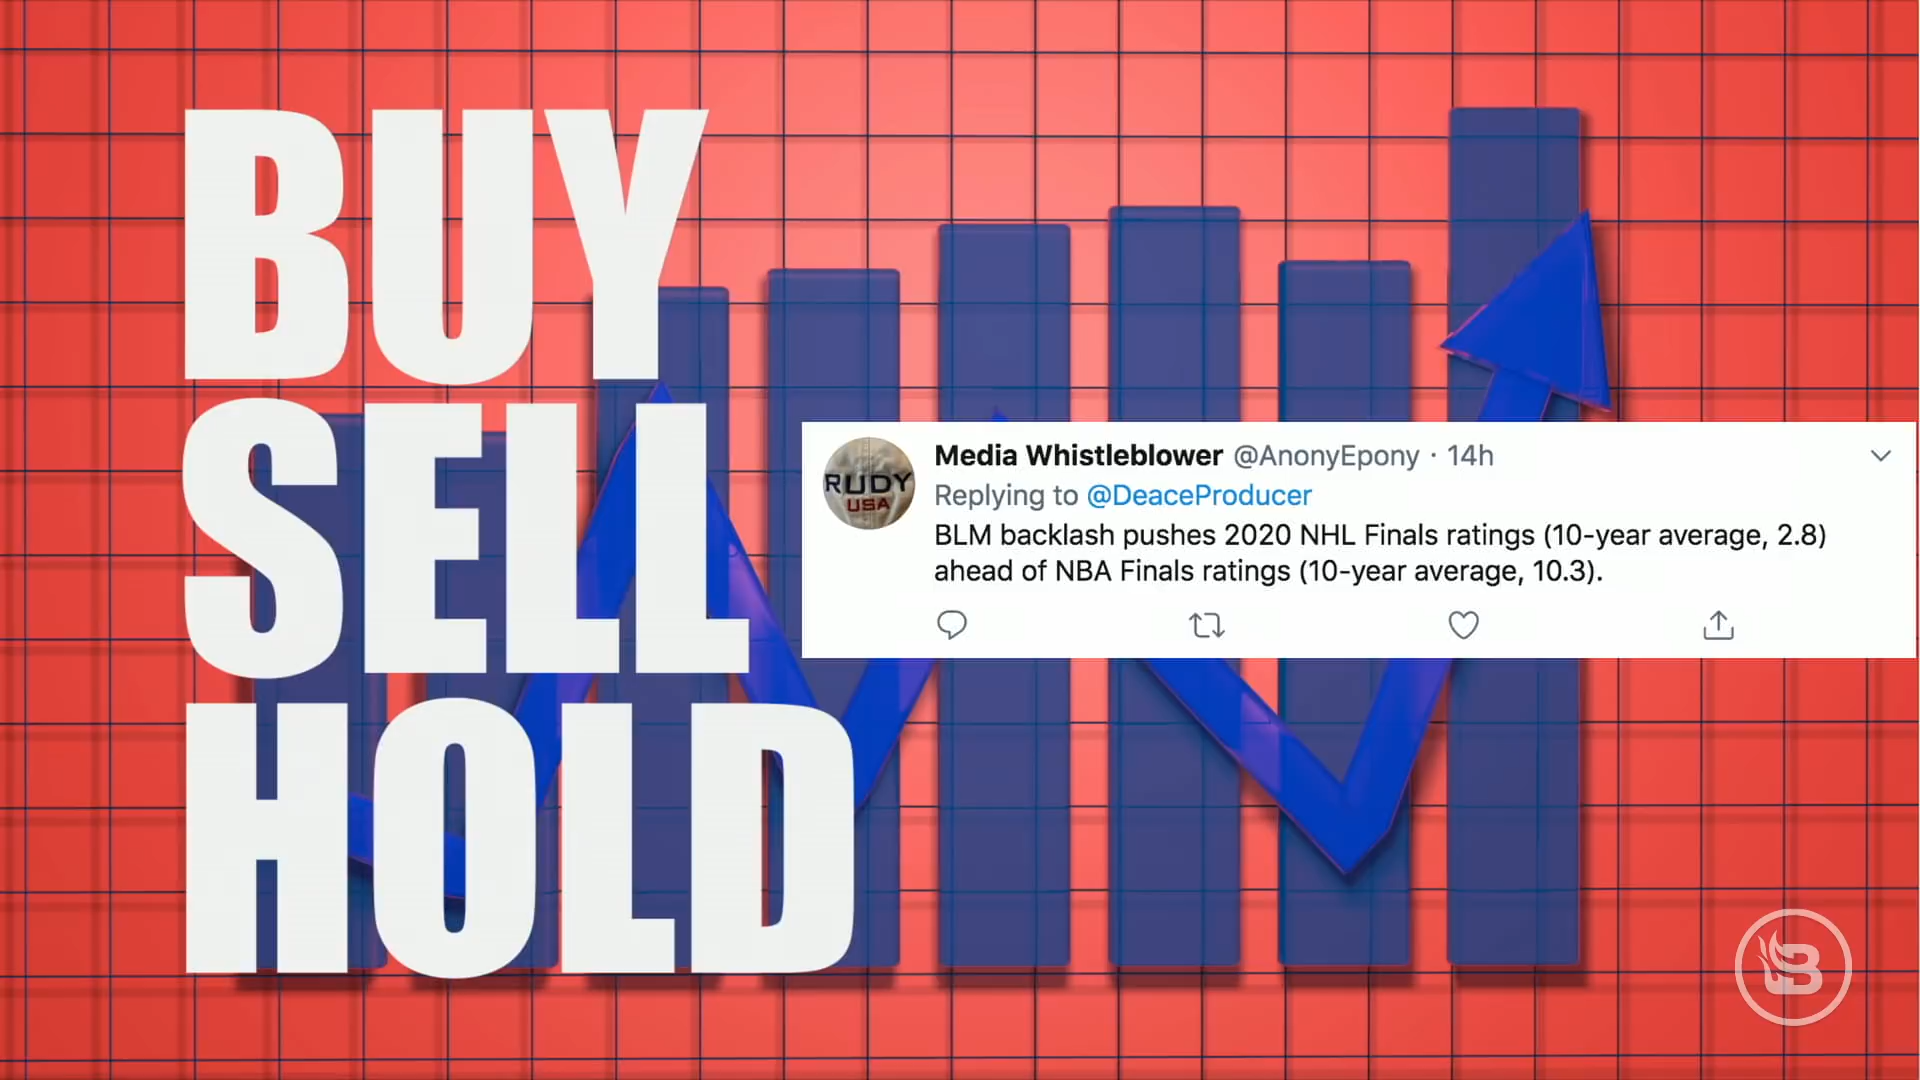 BUY
SELL
HOLD
Media Whistleblower @AnonyEpony · 14h
Replying to @DeaceProducer
BLM backlash pushes 2020 NHL Finals ratings (10-year average, 2.8)
ahead of NBA Finals ratings (10-year average, 10.3).
RUDY
USA
B